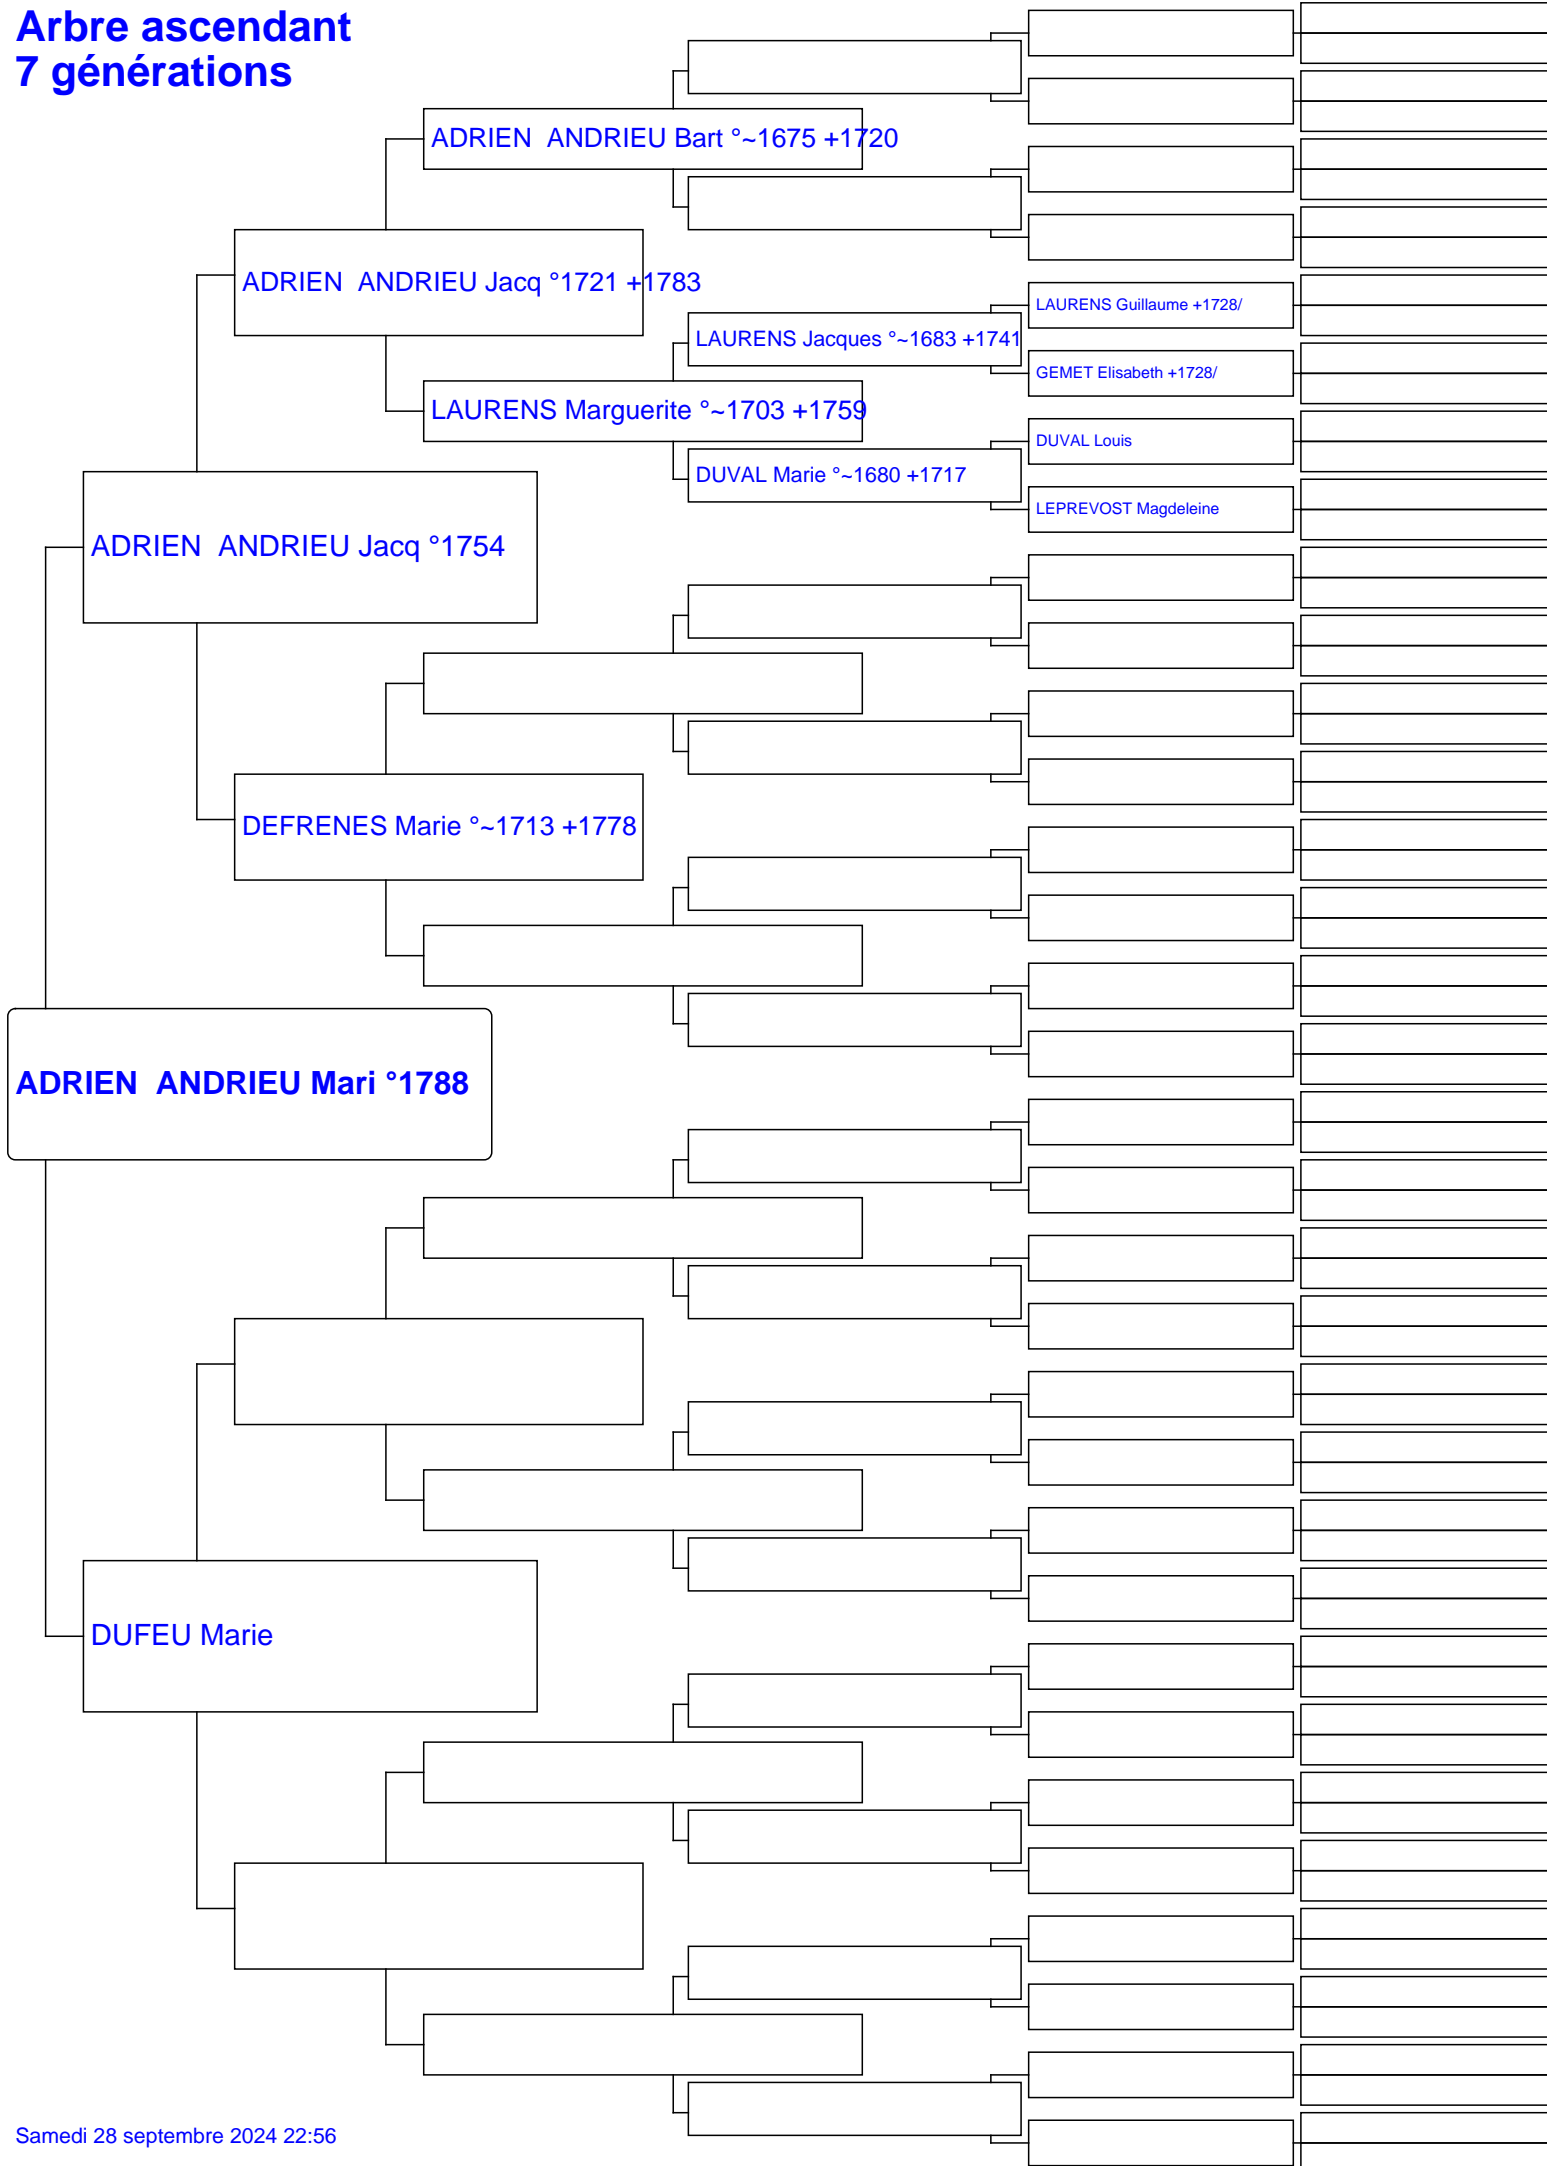 Arbre ascendant
7 générations
ADRIEN  ANDRIEU Bart °~1675 +1720
ADRIEN  ANDRIEU Jacq °1721 +1783
LAURENS Guillaume +1728/
LAURENS Jacques °~1683 +1741
GEMET Elisabeth +1728/
LAURENS Marguerite °~1703 +1759
DUVAL Louis
DUVAL Marie °~1680 +1717
LEPREVOST Magdeleine
ADRIEN  ANDRIEU Jacq °1754
DEFRENES Marie °~1713 +1778
ADRIEN  ANDRIEU Mari °1788
DUFEU Marie
Samedi 28 septembre 2024 22:56